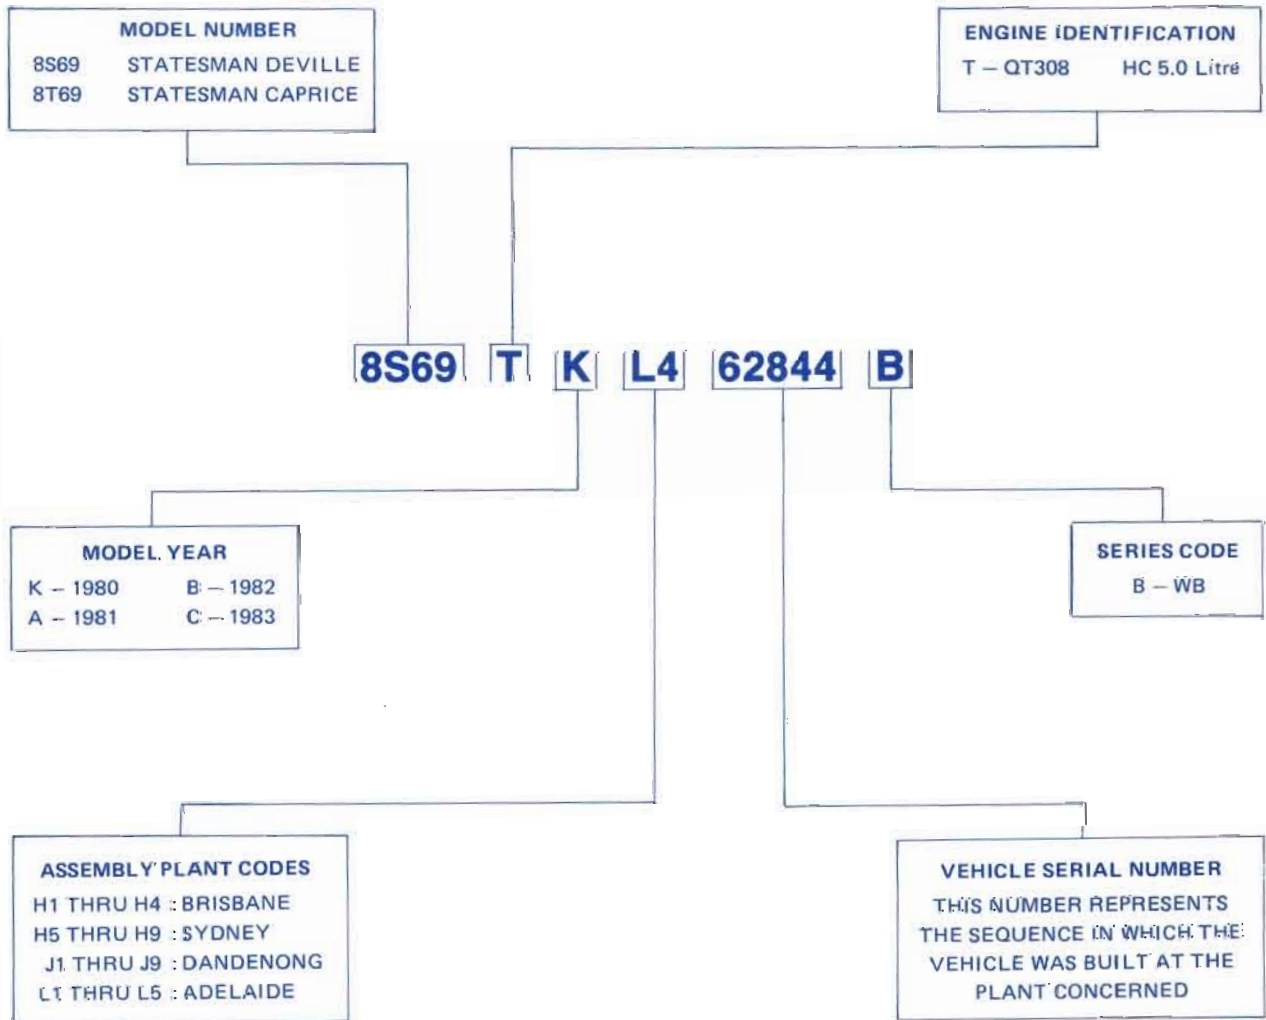 MODEL NUMBER
8S69 STATESMAN DEVILLE
8T69 STATESMAN CAPRICE
ENGINE IDENTIFICATION
T – QT308 HC 5.0 Litre
8S69 T K L4 62844 B
MODEL YEAR
K – 1980 B – 1982
A – 1981 C – 1983
SERIES CODE
B – WB
ASSEMBLY PLANT CODES
H1 THRU H4 : BRISBANE
H5 THRU H9 : SYDNEY
J1 THRU J9 : DANDENONG
L1 THRU L5 : ADELAIDE
VEHICLE SERIAL NUMBER
THIS NUMBER REPRESENTS
THE SEQUENCE IN WHICH THE
VEHICLE WAS BUILT AT THE
PLANT CONCERNED